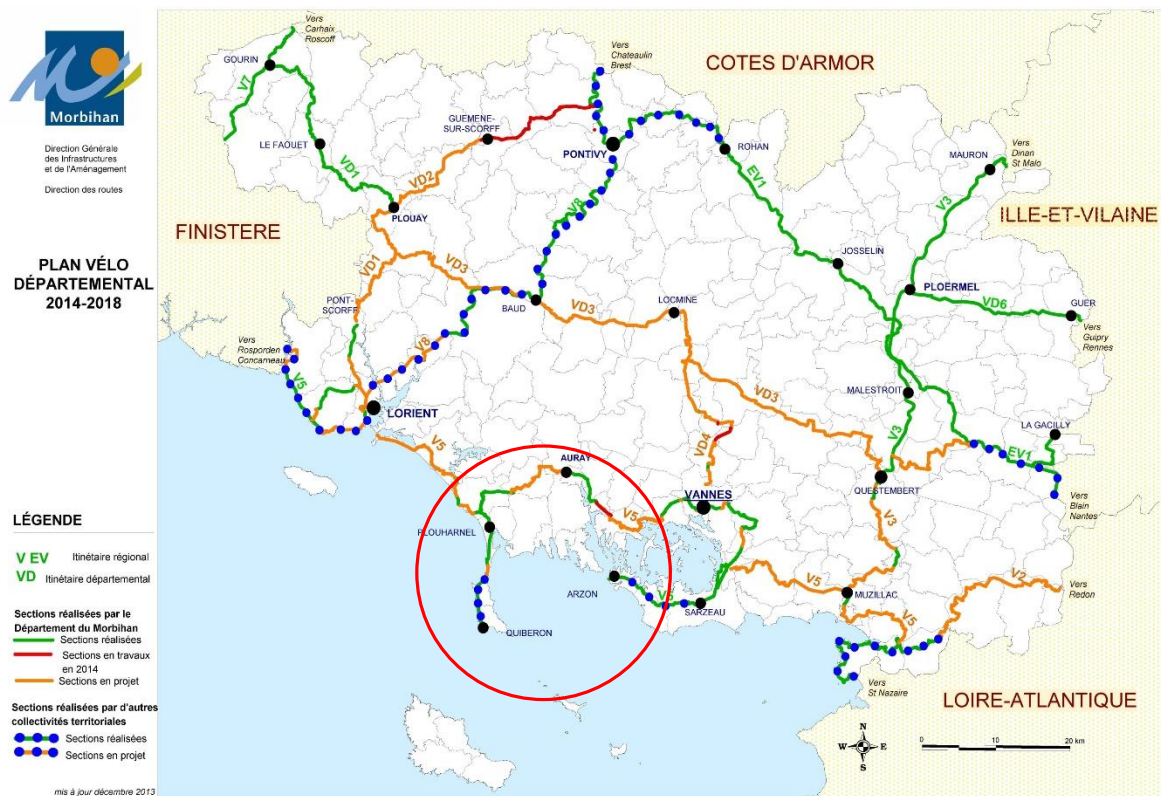 Morbihan
Direction Générale
des Infrastructures
et de l'Aménagement
Direction des routes
PLAN VÉLO
DÉPARTEMENTAL
2014-2018
LÉGENDE
V EV Itinétaire régional
VD Itinétaire départemental
Sections réalisées par le
Département du Morbihan
Sections réalisées
Sections en travaux
en 2014
Sections en projet
Sections réalisées par d'autres
collectivités territoriales
Sections réalisées
Sections en projet
mis à jour décembre 2013
Vers
Carhaix
Roscoff
GOURIN
V7
LE FAOUET
VD1
Vers
Chateaulin
Brest
COTES D'ARMOR
GUEMENE-
SUR-SCORFF
PONTIVY
ROHAN
EV1
MAURON
Vers
Dinan
St Malo
V3
VD2
V8
PLOUAY
FINISTERE
ILLE-ET-VILAINE
JOSSELIN
VD1
VD3
PLOERMEL
VD6
GUER
Vers
Guipry
Rennes
PONT-
SCORFF
BAUD
VD3
LOCMINE
V8
Vers
Rosporden
Concarneau
V5
LORIENT
VD3
MALESTROIT
V3
LA GACILLY
EV1
VD4
V5
AURAY
VANNES
QUESTEMBERT
Vers
Blain
Nantes
V5
PLOUHARNEL
V3
V5
V2
Vers
Redon
ARZON
V5
SARZEAU
MUZILLAC
V5
QUIBERON
Vers
St Nazaire
LOIRE-ATLANTIQUE
N
W E
S
0 10 20 km